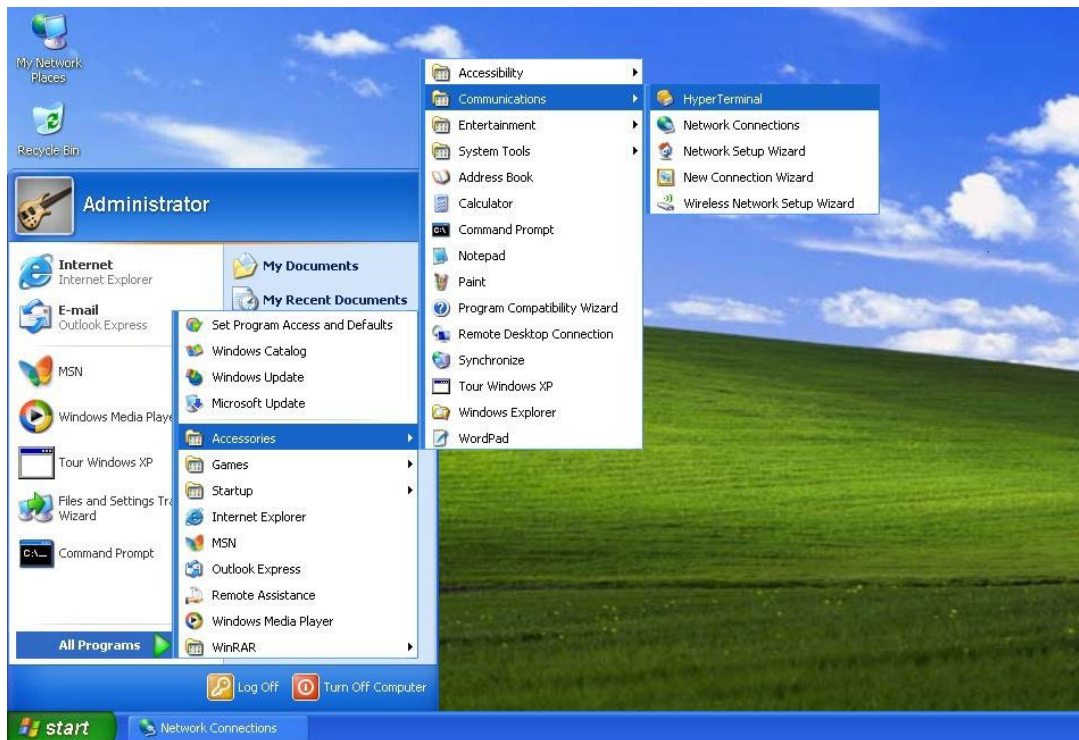 My Network
Places
Recycle Bin
Administrator
Internet
Internet Explorer
E-mail
Outlook Express
MSN
Windows Media Playe
Tour Windows XP
Files and Settings Tra
Wizard
Command Prompt
All Programs
My Documents
My Recent Documents
Set Program Access and Defaults
Windows Catalog
Windows Update
Microsoft Update
Accessories
Games
Startup
Internet Explorer
MSN
Outlook Express
Remote Assistance
Windows Media Player
WinRAR
Accessibility
Communications
Entertainment
System Tools
Address Book
Calculator
Command Prompt
Notepad
Paint
Program Compatibility Wizard
Remote Desktop Connection
Synchronize
Tour Windows XP
Windows Explorer
WordPad
HyperTerminal
Network Connections
Network Setup Wizard
New Connection Wizard
Wireless Network Setup Wizard
Log Off
Turn Off Computer
start
Network Connections